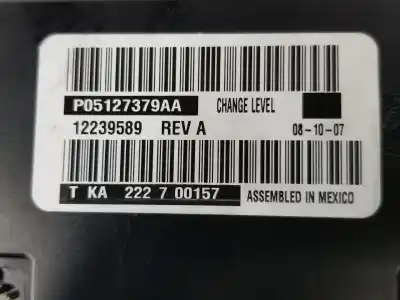 P05127379AA CHANGE LEVEL
12239589 REV A 08-10-07
T KA 222 7 00157 ASSEMBLED IN MEXICO